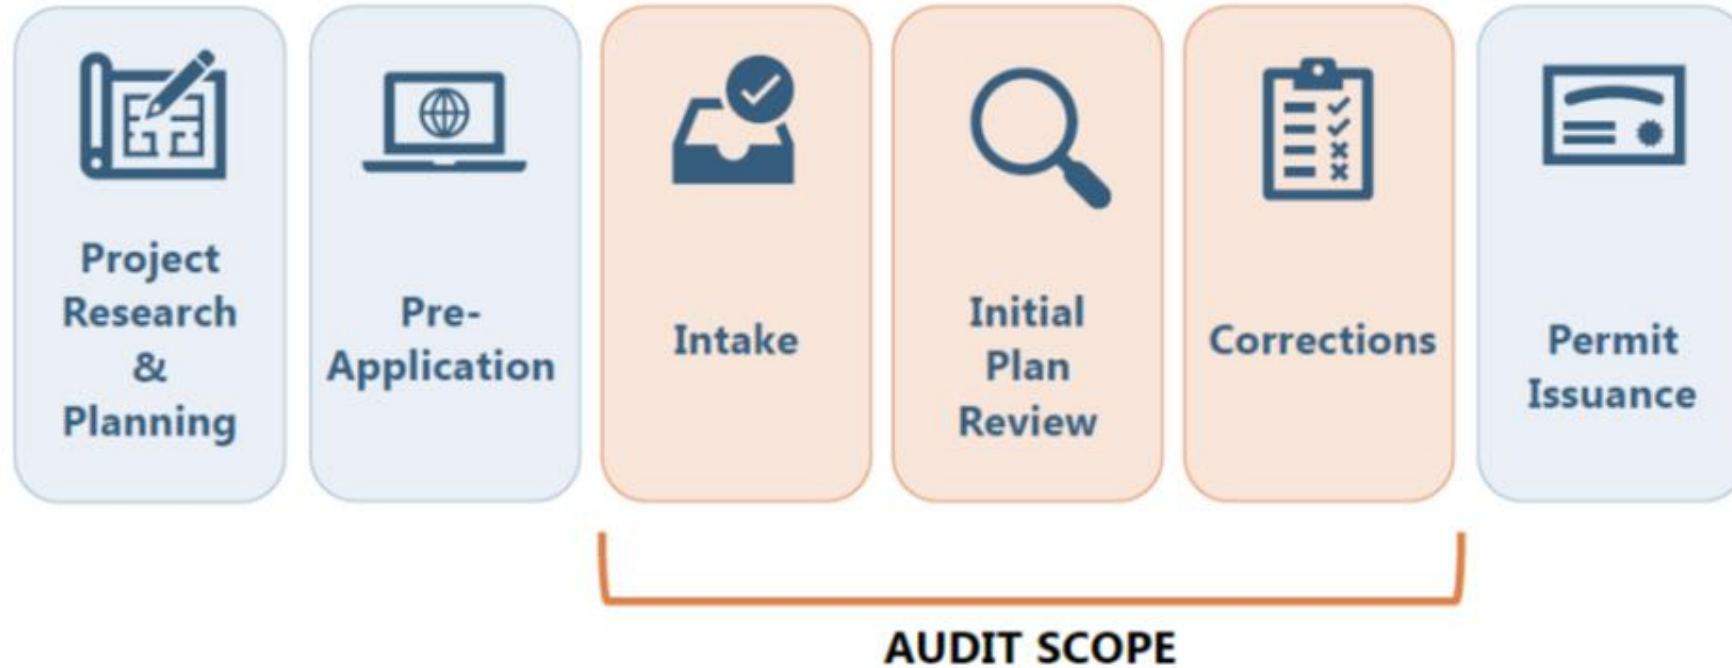 Project
Research
&
Planning
Pre-
Application
Intake
Initial
Plan
Review
Corrections
Permit
Issuance
AUDIT SCOPE